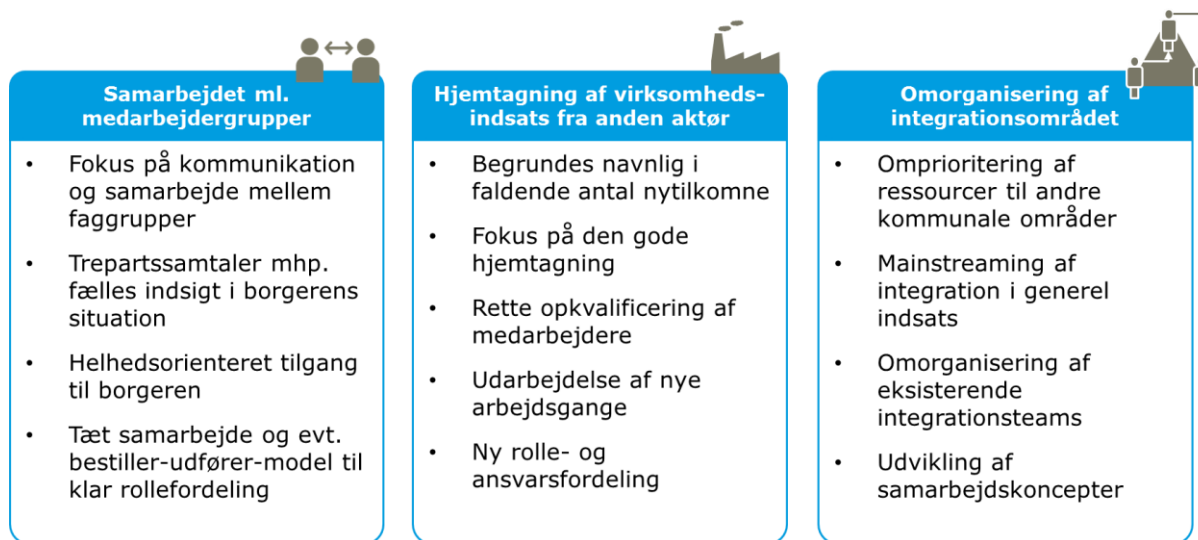 Samarbejdet ml.
medarbejdergrupper
• Fokus på kommunikation
og samarbejde mellem
faggrupper
• Trepartssamtaler mhp.
fælles indsigt i borgerens
situation
• Helhedsorienteret tilgang
til borgeren
• Tæt samarbejde og evt.
bestiller-udfører-model til
klar rollefordeling
Hjemtagning af virksomheds-
indsats fra anden aktør
• Begrundes navnlig i
faldende antal nytilkomne
• Fokus på den gode
hjemtagning
• Rette opkvalificering af
medarbejdere
• Udarbejdelse af nye
arbejdsgange
• Ny rolle- og
ansvarsfordeling
Omorganisering af
integrationsområdet
• Omprioritering af
ressourcer til andre
kommunale områder
• Mainstreaming af
integration i generel
indsats
• Omorganisering af
eksisterende
integrationsteams
• Udvikling af
samarbejdskoncepter